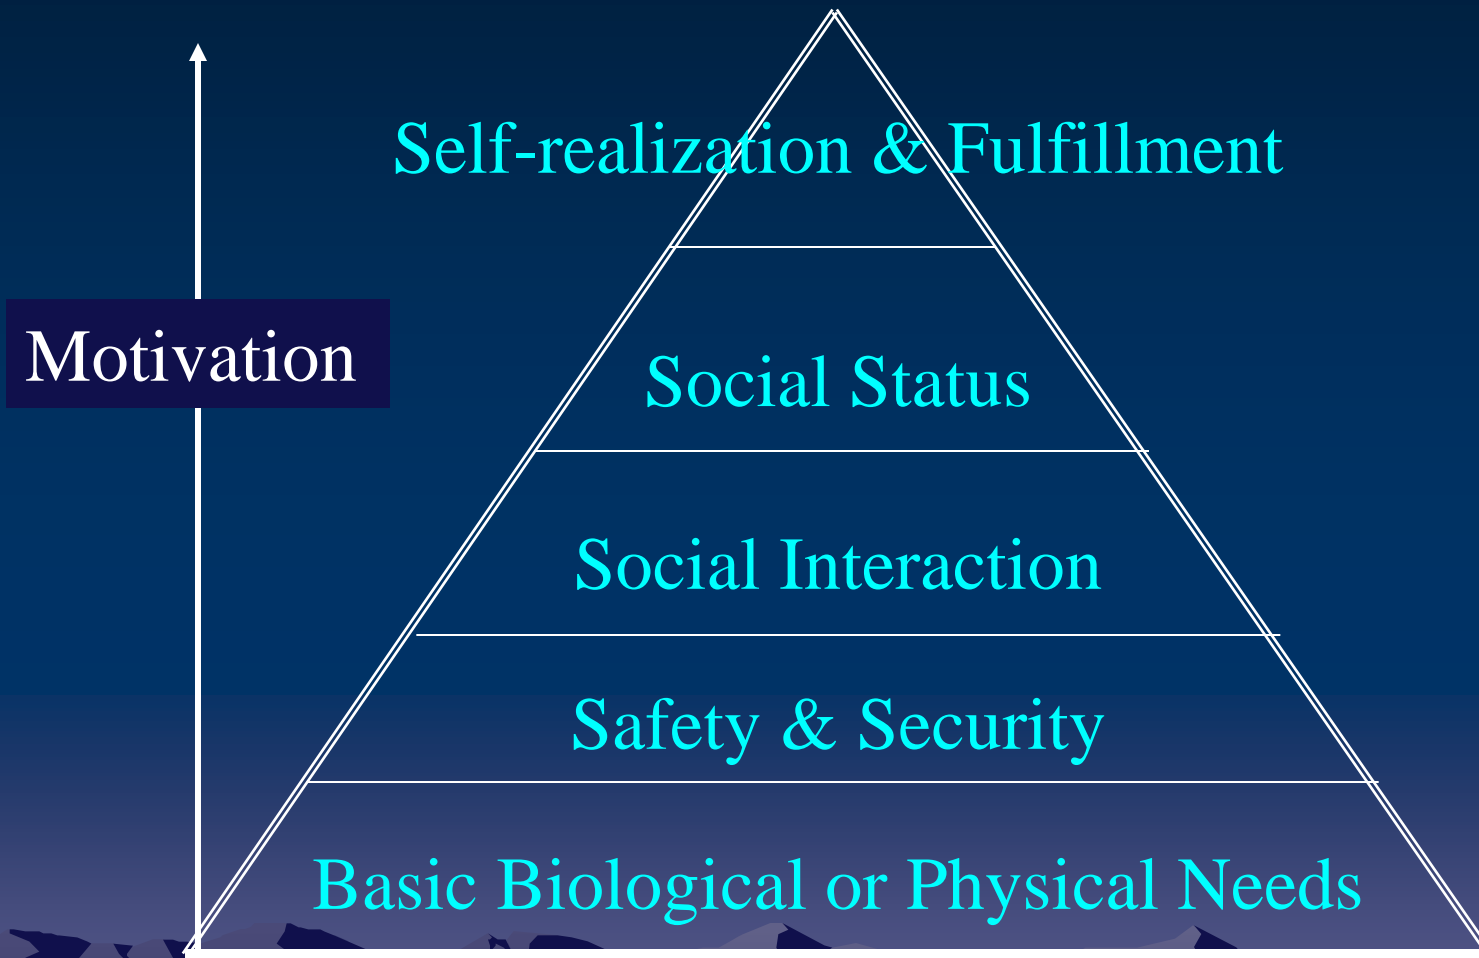 Self-realization & Fulfillment
Motivation
Social Status
Social Interaction
Safety & Security
Basic Biological or Physical Needs